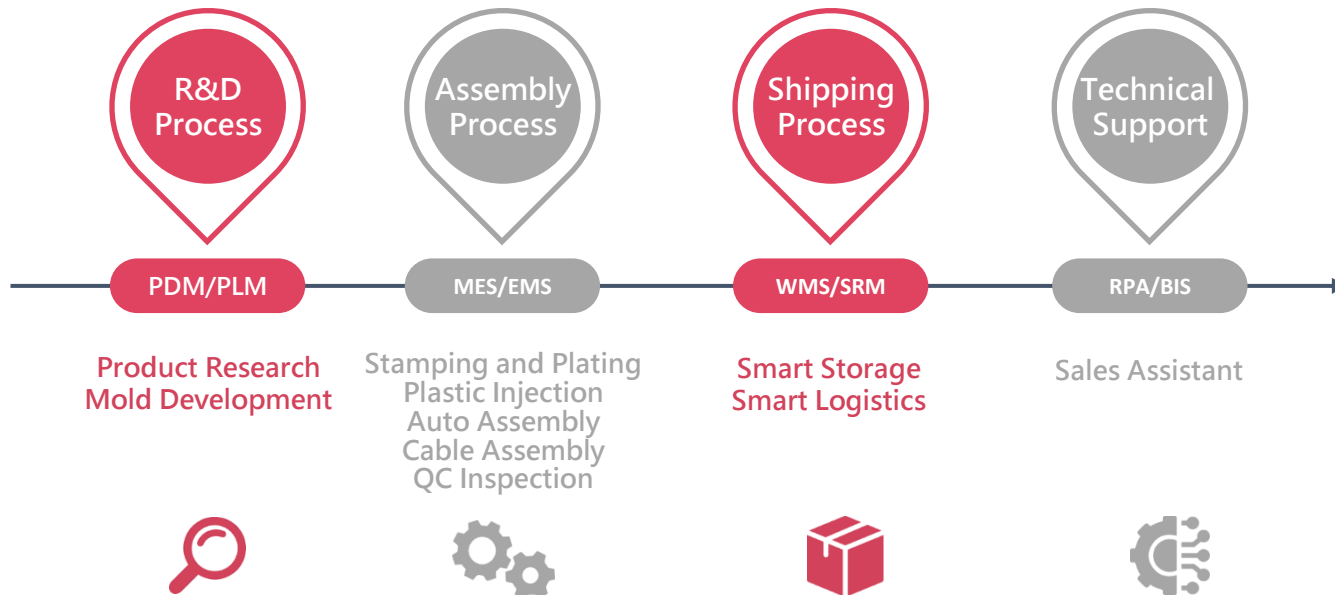 R&D
Process
Assembly
Process
Shipping
Process
Technical
Support
PDM/PLM
MES/EMS
WMS/SRM
RPA/BIS
Product Research
Mold Development
Stamping and Plating
Plastic Injection
Auto Assembly
Cable Assembly
QC Inspection
Smart Storage
Smart Logistics
Sales Assistant